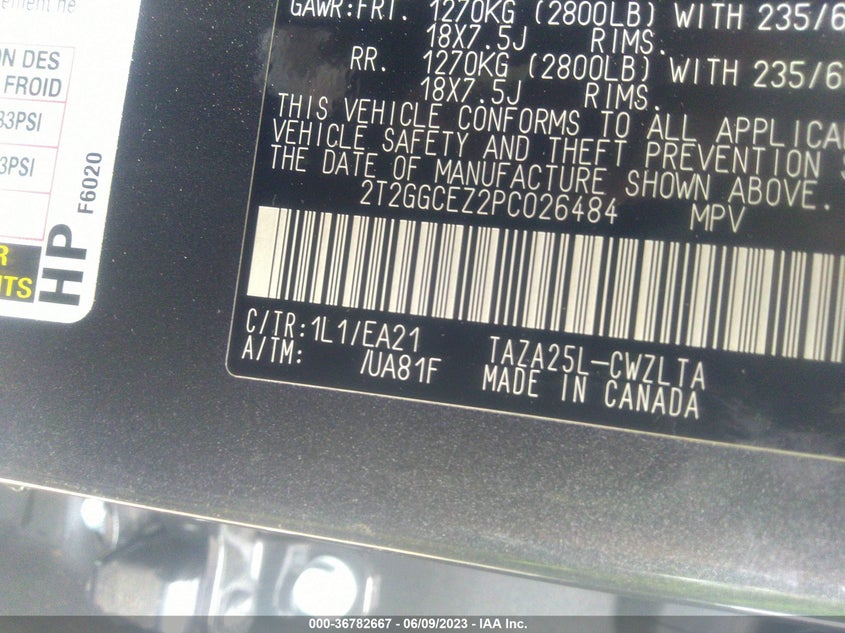 ement ne
N DES
FROID
33PSI
3PSI
R
TS
HP
F6020
GAWR:FRT. 1270KG (2800LB) WITH 235/6
18X7.5J RIMS.
RR. 1270KG (2800LB) WITH 235/6
18X7.5J RIMS.
THIS VEHICLE CONFORMS TO ALL APPLICA
VEHICLE SAFETY AND THEFT PREVENTION S
THE DATE OF MANUFACTURE SHOWN ABOVE.
2T2GGCEZ2PC026484 MPV
C/TR:1L1/EA21 TAZA25L-CWZLTA
A/TM: /UA81F MADE IN CANADA
000-36782667 - 06/09/2023 - IAA Inc.